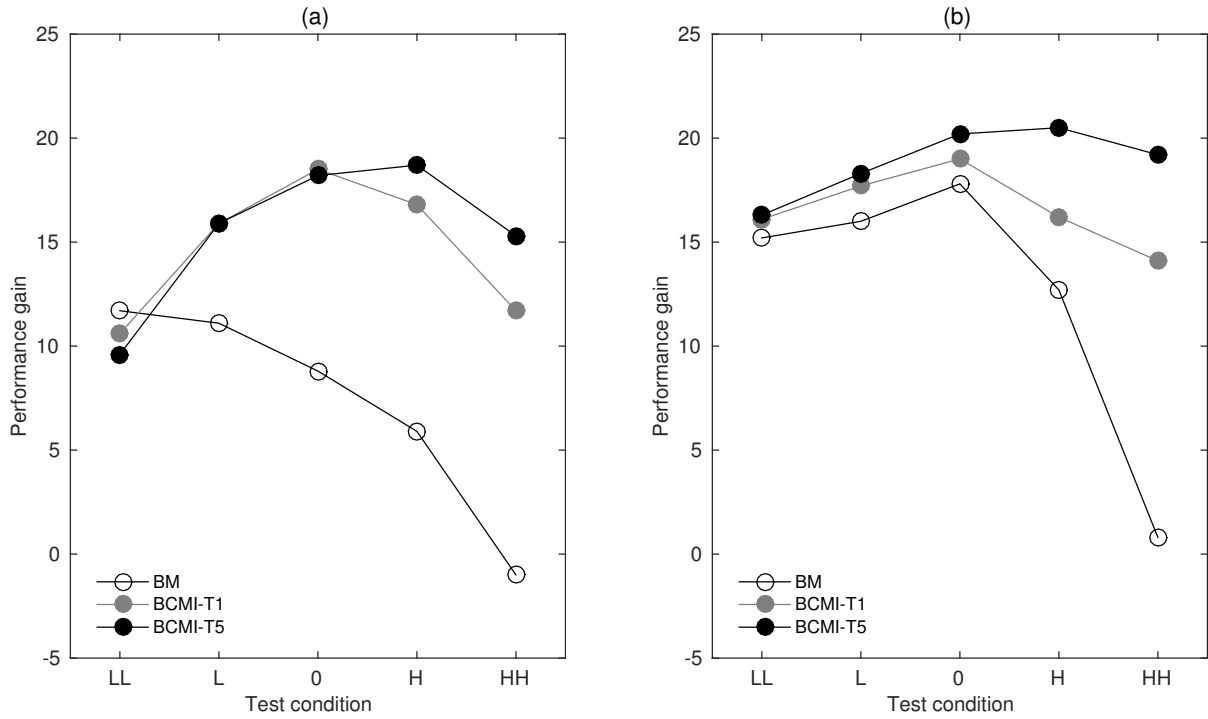 (a)
25
20
15
10
5
0
-5
Performance gain
BM
BCMI-T1
BCMI-T5
LL L 0 H HH
Test condition
(b)
25
20
15
10
5
0
-5
Performance gain
BM
BCMI-T1
BCMI-T5
LL L 0 H HH
Test condition